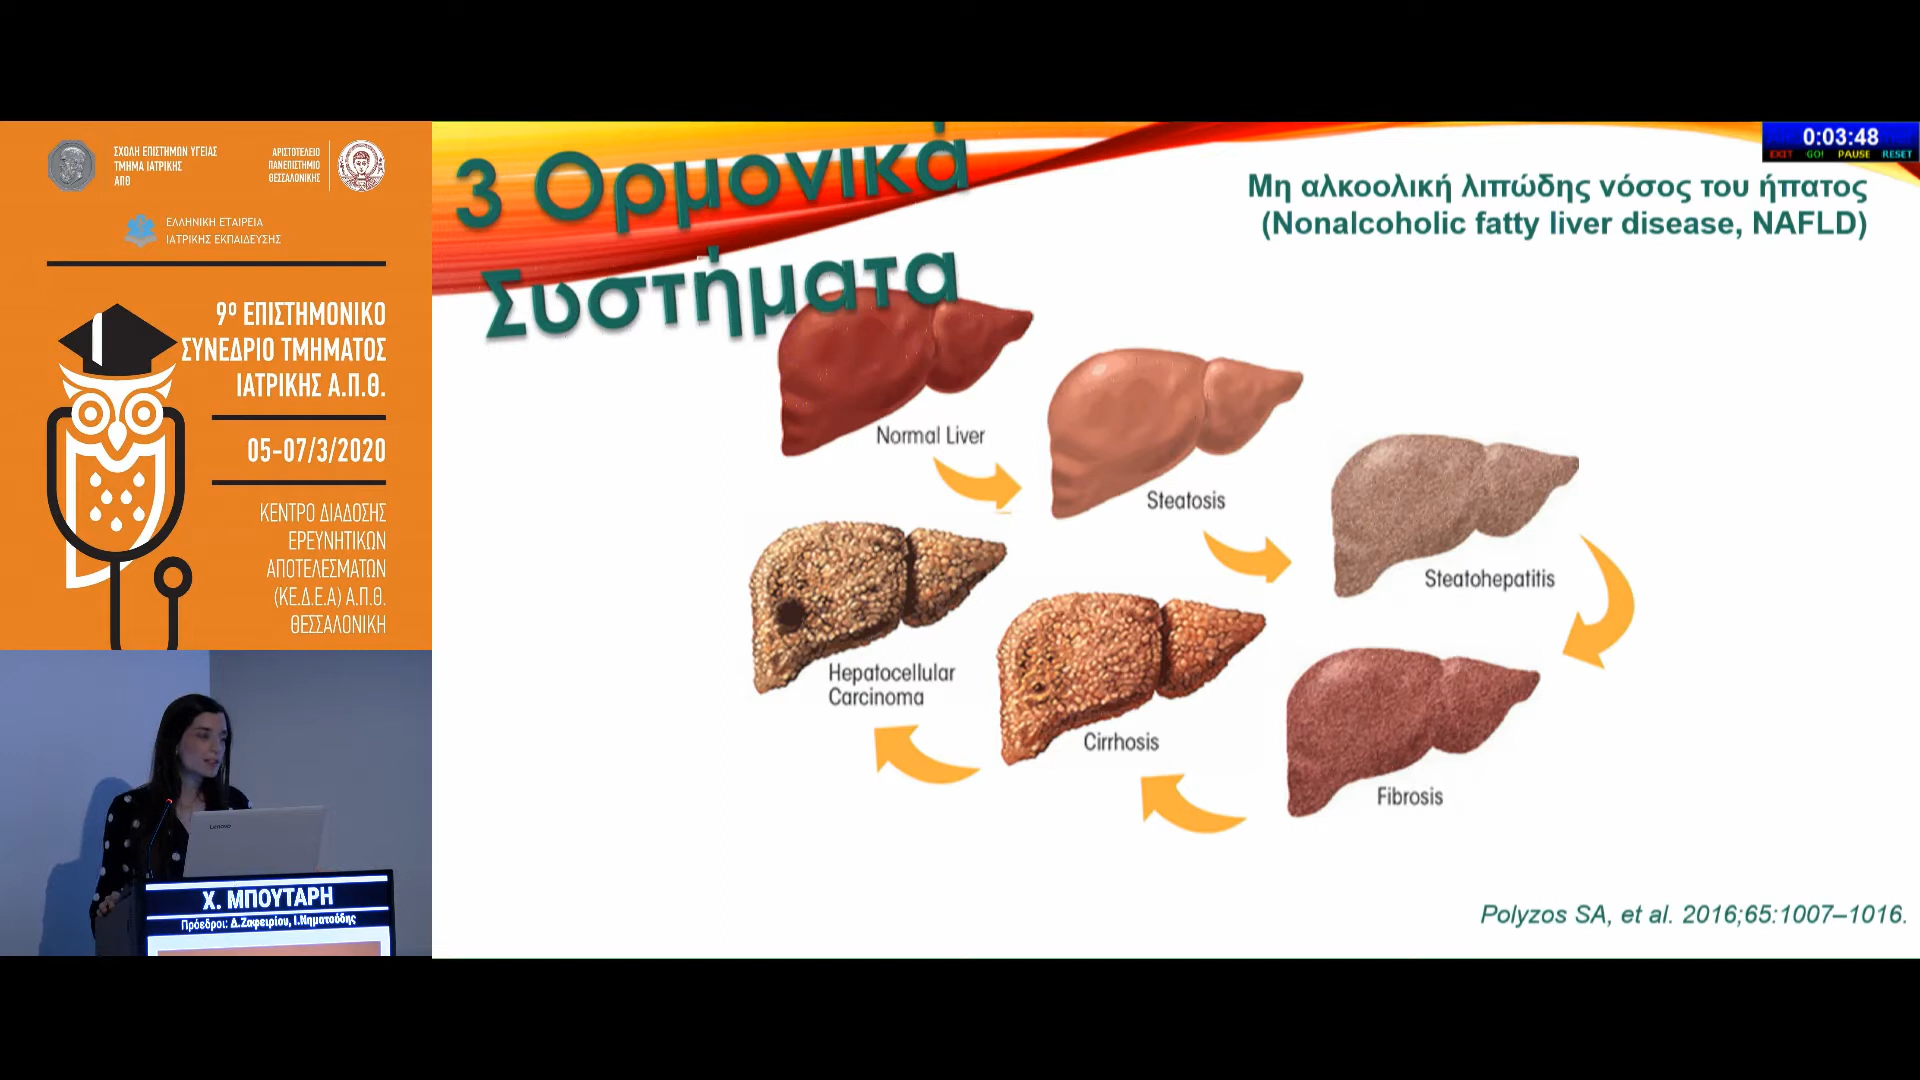 ΣΧΟΛΗ ΕΠΙΣΤΗΜΩΝ ΥΓΕΙΑΣ
ΤΜΗΜΑ ΙΑΤΡΙΚΗΣ
ΑΠΘ
ΑΡΙΣΤΟΤΕΛΕΙΟ
ΠΑΝΕΠΙΣΤΗΜΙΟ
ΘΕΣΣΑΛΟΝΙΚΗΣ
ΕΛΛΗΝΙΚΗ ΕΤΑΙΡΕΙΑ
ΙΑΤΡΙΚΗΣ ΕΚΠΑΙΔΕΥΣΗΣ
9º ΕΠΙΣΤΗΜΟΝΙΚΟ
ΣΥΝΕΔΡΙΟ ΤΜΗΜΑΤΟΣ
ΙΑΤΡΙΚΗΣ Α.Π.Θ.
05-07/3/2020
ΚΕΝΤΡΟ ΔΙΑΔΟΣΗΣ
ΕΡΕΥΝΗΤΙΚΩΝ
ΑΠΟΤΕΛΕΣΜΑΤΩΝ
(ΚΕ.Δ.Ε.Α) Α.Π.Θ.
ΘΕΣΣΑΛΟΝΙΚΗ
Lenovo
Χ. ΜΠΟΥΤΑΡΗ
Πρόεδροι: Δ.Ζαφειρίου, Ι.Νηματούδης
3 Ορμονικά
Συστήματα
0:03:48
EXIT GO! PAUSE RESET
Μη αλκοολική λιπώδης νόσος του ήπατος
(Nonalcoholic fatty liver disease, NAFLD)
Normal Liver
Steatosis
Steatohepatitis
Fibrosis
Cirrhosis
Hepatocellular
Carcinoma
Polyzos SA, et al. 2016;65:1007–1016.